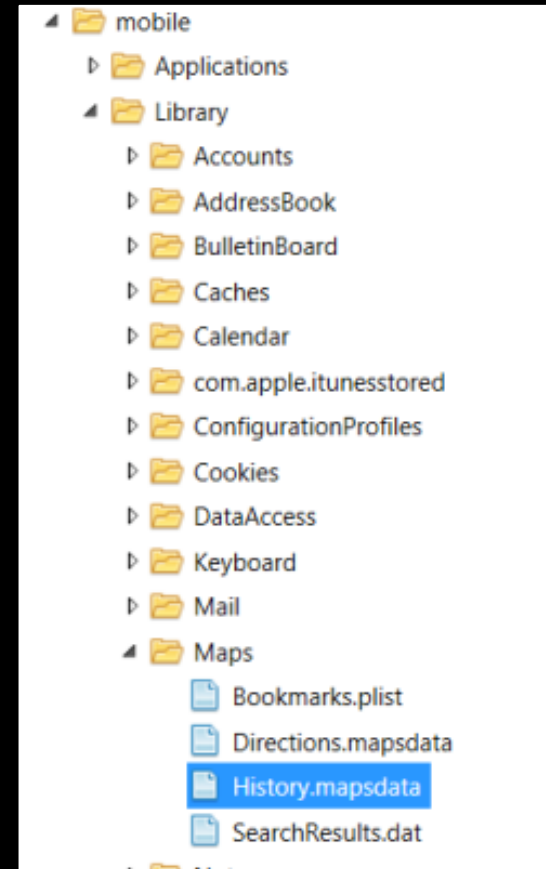 mobile
Applications
Library
Accounts
AddressBook
BulletinBoard
Caches
Calendar
com.apple.itunesstored
ConfigurationProfiles
Cookies
DataAccess
Keyboard
Mail
Maps
Bookmarks.plist
Directions.mapsdata
History.mapsdata
SearchResults.dat